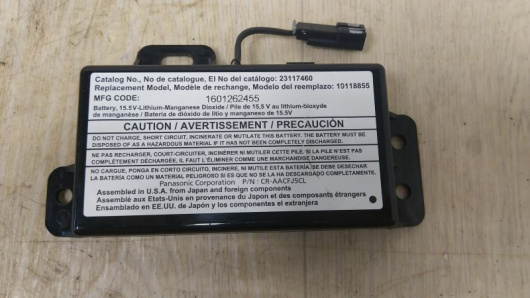 Catalog No., No de catalogue, El No del catálogo: 23117460
Replacement Model, Modèle de rechange, Modelo del reemplazo: 19118855
MFG CODE: 1601262455
Battery, 15.5V-Lithium-Manganese Dioxide / Pile de 15,5 V au lithium-bioxyde
de manganèse / Batería de dióxido de litio y manganeso de 15.5V
CAUTION / AVERTISSEMENT / PRECAUCIÓN
DO NOT CHARGE, SHORT CIRCUIT, INCINERATE OR MUTILATE THIS BATTERY. THE BATTERY MUST BE
DISPOSED OF AS A HAZARDOUS MATERIAL IF IT HAS NOT BEEN COMPLETELY DISCHARGED.
NE PAS RECHARGER, COURT-CIRCUITER, INCINÉRER NI MUTILER CETTE PILE. SI LA PILE N'EST PAS
COMPLÈTEMENT DÉCHARGÉE, IL FAUT L'ÉLIMINER COMME UNE MARCHANDISE DANGEREUSE.
NO CARGUE, PONGA EN CORTO CIRCUITO, INCINERE, NI MUTILE ESTA BATERÍA. SE DEBE DESECHAR
LA BATERÍA COMO UN MATERIAL PELIGROSO SI ES QUE NO SE LA HA DESCARGADO COMPLETAMENTE.
Panasonic Corporation P/N : CR-AACFJ5CL
Assembled in U.S.A. from Japan and foreign components
Assemblé aux Etats-Unis en provenance du Japon et des composants étrangers
Ensamblado en EE.UU. de Japón y los componentes el extranjero